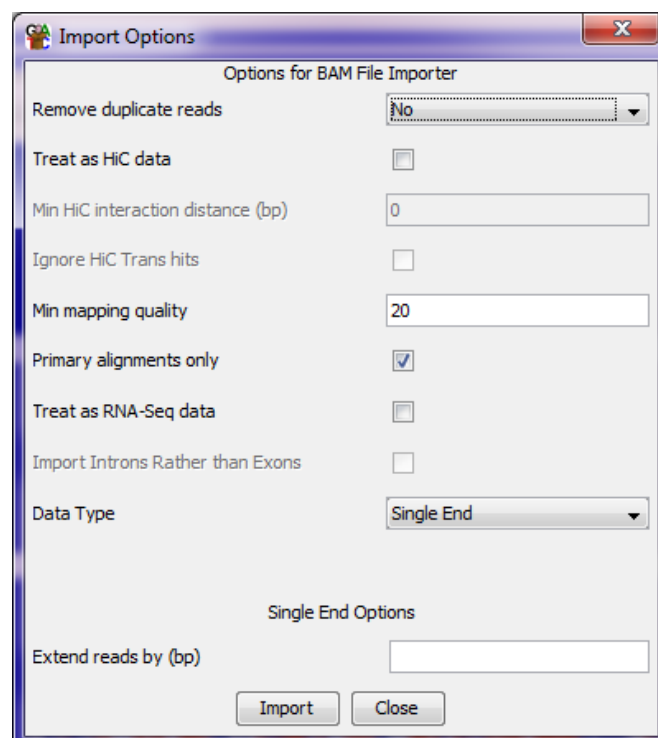 Import Options
Options for BAM File Importer
Remove duplicate reads No
Treat as HiC data
Min HiC interaction distance (bp) 0
Ignore HiC Trans hits
Min mapping quality 20
Primary alignments only
Treat as RNA-Seq data
Import Introns Rather than Exons
Data Type Single End
Single End Options
Extend reads by (bp)
Import Close